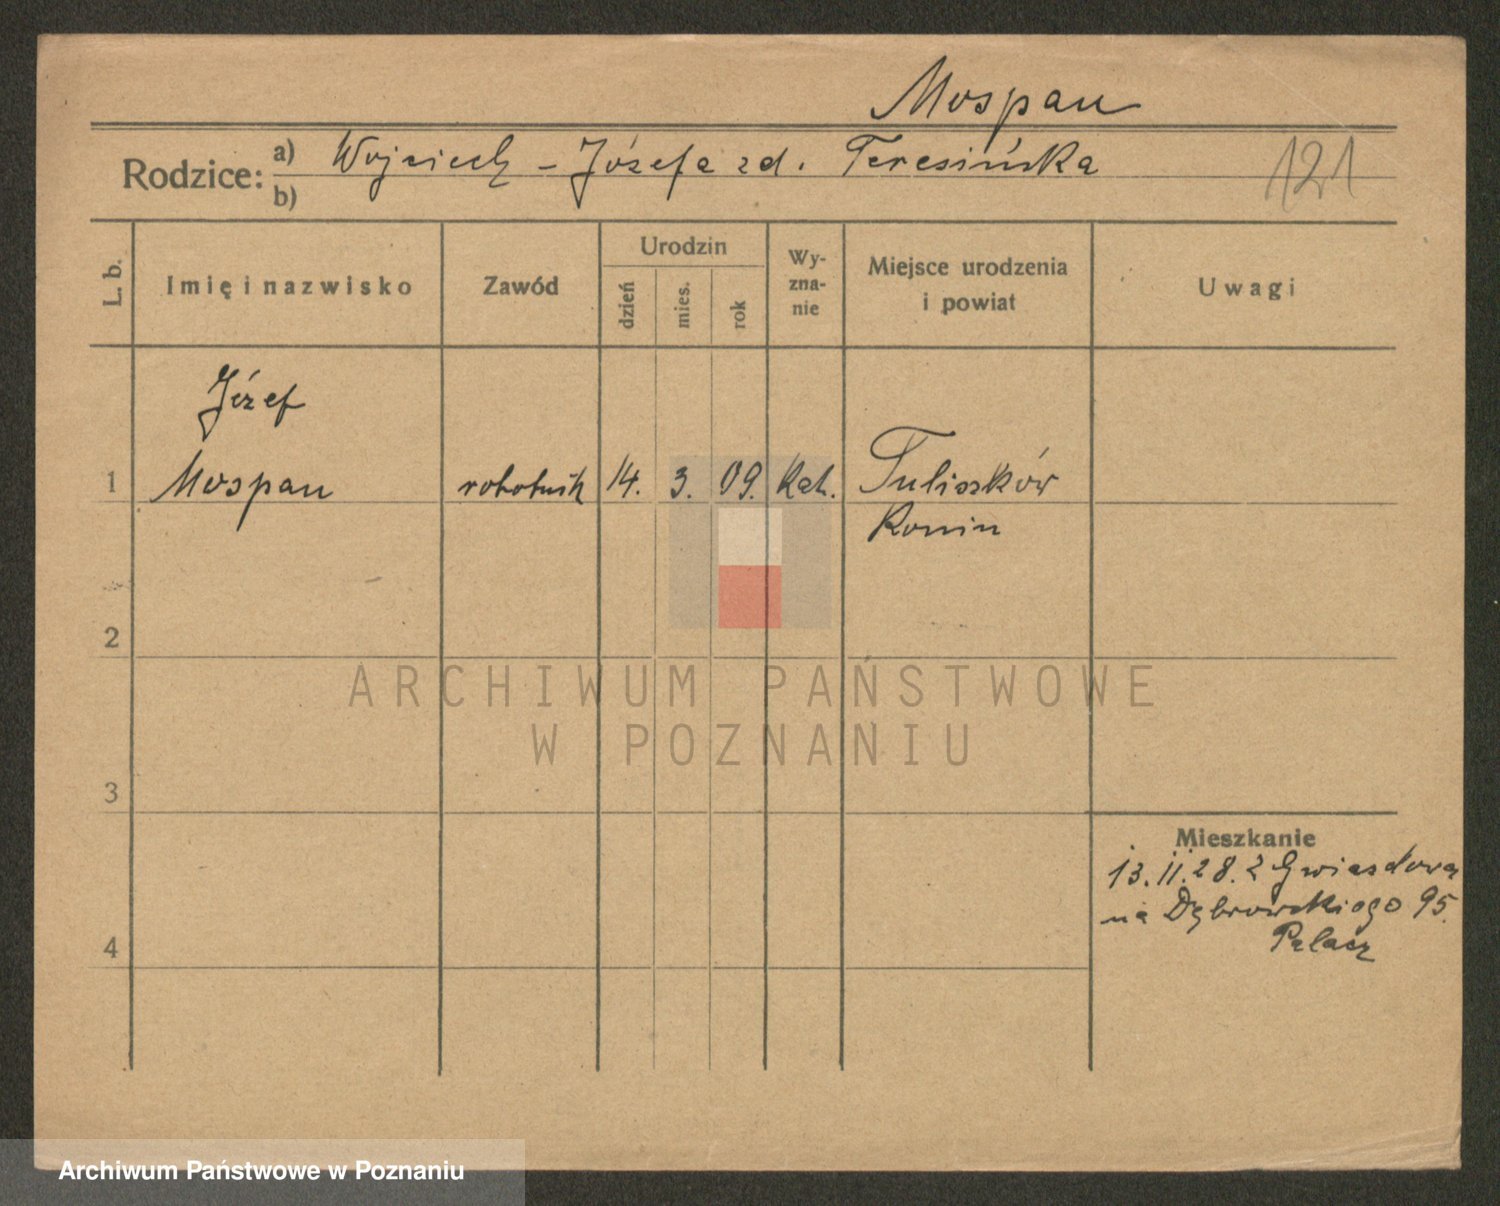 Mospan
Rodzice: a) Wojciech – Józefa zd. Teresińska 121
b)
L. b. Imię i nazwisko Zawód Urodzin dzień mies. rok Wy-zna-nie Miejsce urodzenia i powiat Uwagi
Józef
1 Mospan robotnik 14. 3. 09. Kat. Tuliszków
Konin
2
ARCHIWUM PAŃSTWOWE
W POZNANIU
3
Mieszkanie
13.11.28. z Gwiazdowa
na Dąbrowskiego 95.
4 Palacz
Archiwum Państwowe w Poznaniu